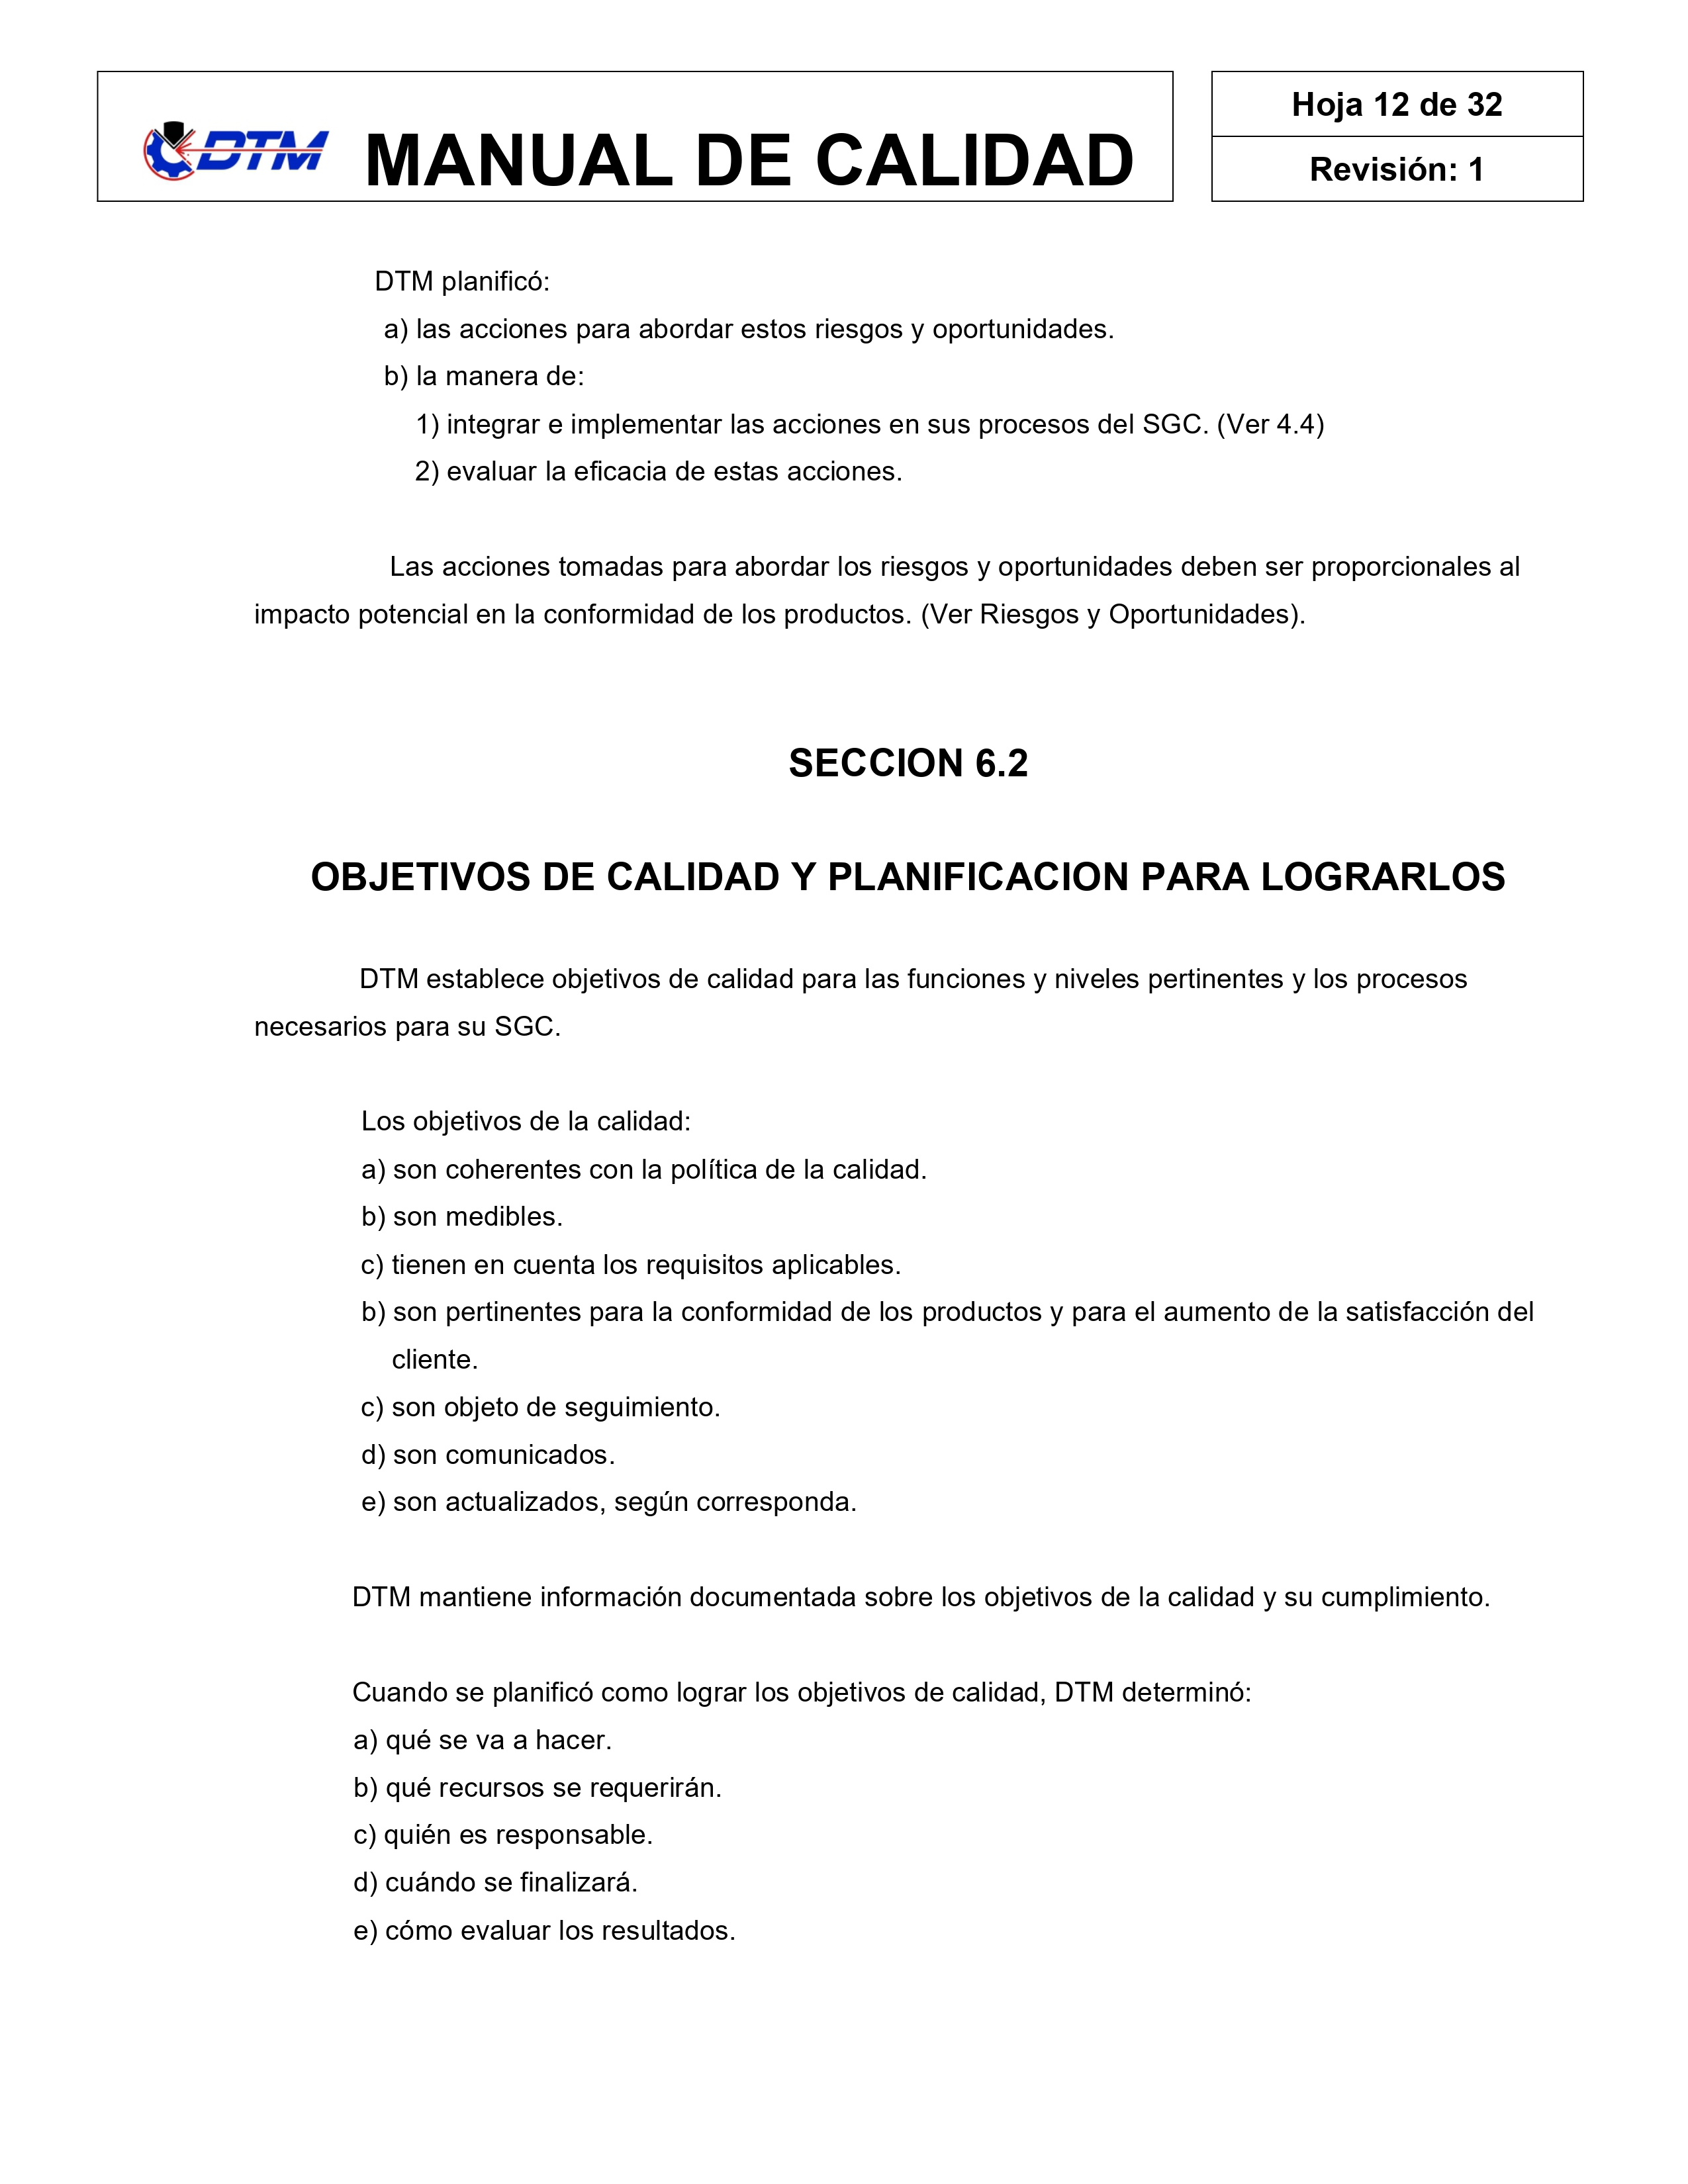 DTM MANUAL DE CALIDAD
Hoja 12 de 32
Revisión: 1
DTM planificó:
a) las acciones para abordar estos riesgos y oportunidades.
b) la manera de:
1) integrar e implementar las acciones en sus procesos del SGC. (Ver 4.4)
2) evaluar la eficacia de estas acciones.
Las acciones tomadas para abordar los riesgos y oportunidades deben ser proporcionales al
impacto potencial en la conformidad de los productos. (Ver Riesgos y Oportunidades).
SECCION 6.2
OBJETIVOS DE CALIDAD Y PLANIFICACION PARA LOGRARLOS
DTM establece objetivos de calidad para las funciones y niveles pertinentes y los procesos
necesarios para su SGC.
Los objetivos de la calidad:
a) son coherentes con la política de la calidad.
b) son medibles.
c) tienen en cuenta los requisitos aplicables.
b) son pertinentes para la conformidad de los productos y para el aumento de la satisfacción del
cliente.
c) son objeto de seguimiento.
d) son comunicados.
e) son actualizados, según corresponda.
DTM mantiene información documentada sobre los objetivos de la calidad y su cumplimiento.
Cuando se planificó como lograr los objetivos de calidad, DTM determinó:
a) qué se va a hacer.
b) qué recursos se requerirán.
c) quién es responsable.
d) cuándo se finalizará.
e) cómo evaluar los resultados.